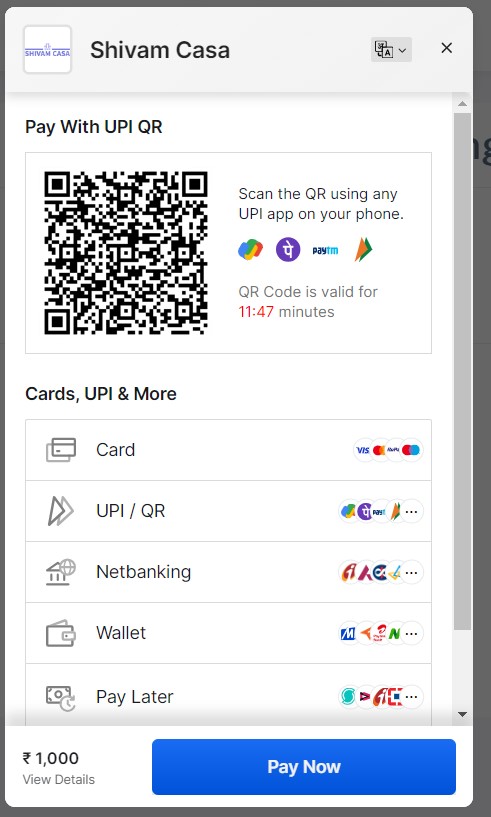 SHIVAM CASA
Shivam Casa
Pay With UPI QR
Scan the QR using any
UPI app on your phone.
पे
paytm
QR Code is valid for
11:47 minutes
Cards, UPI & More
Card
VISA
RuPay
UPI / QR
पे
Netbanking
Wallet
Pay Later
₹ 1,000
View Details
Pay Now